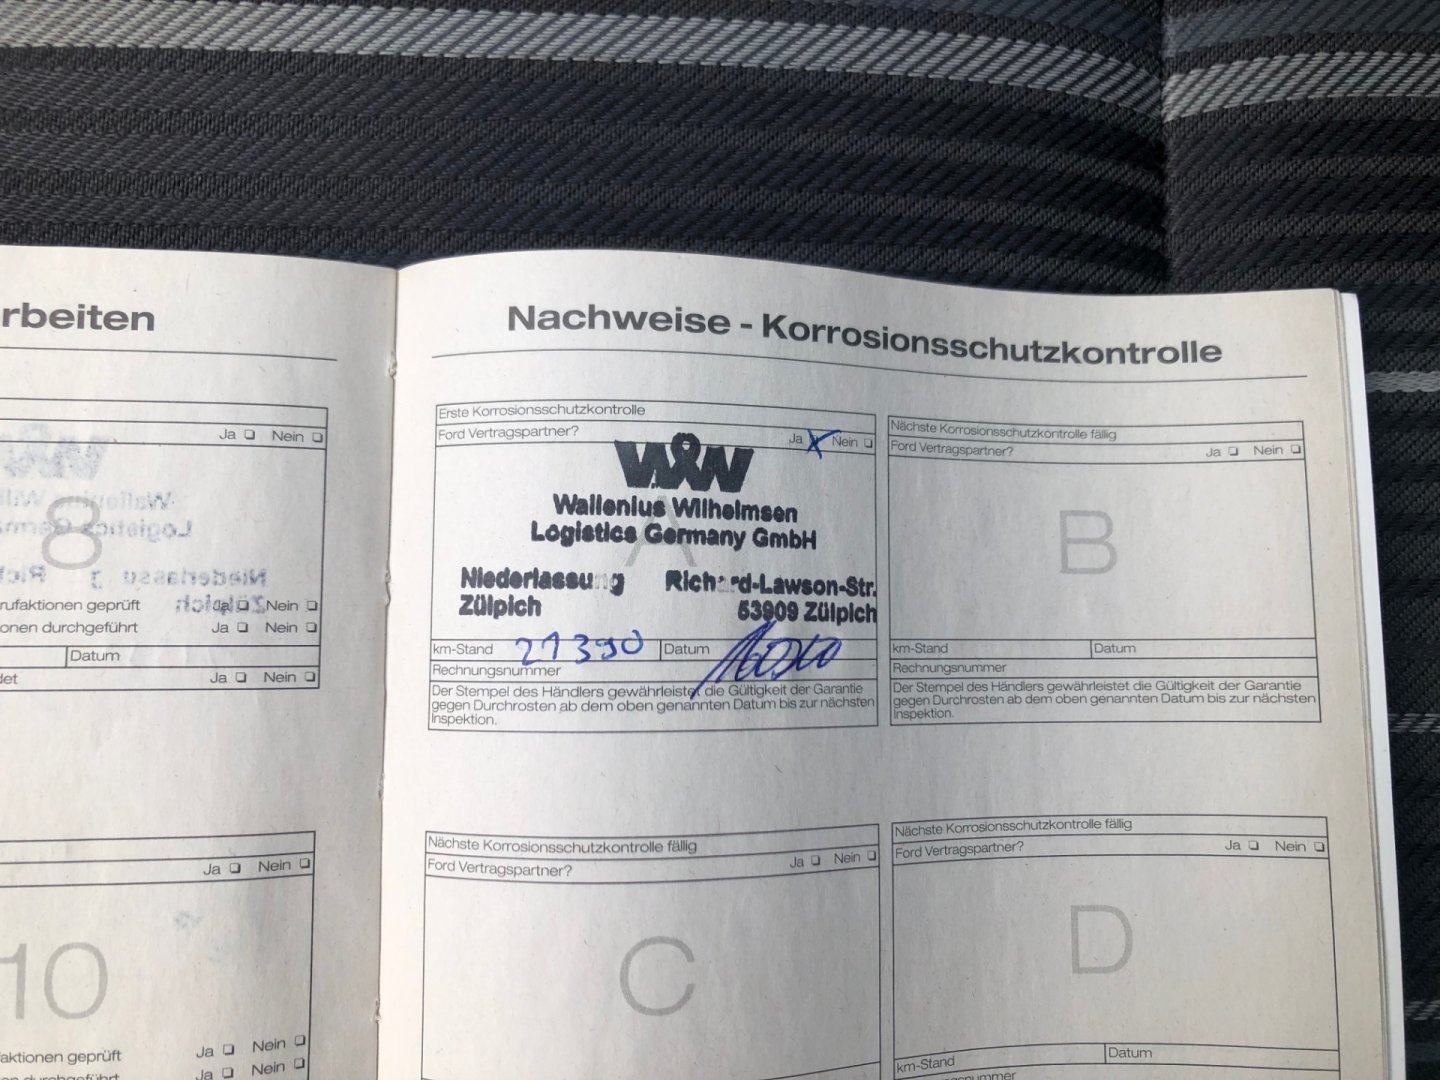 rbeiten
Ja Nein
8
rufaktionen geprüft Ja Nein
onen durchgeführt Ja Nein
Datum
det Ja Nein
Ja Nein
10
faktionen geprüft Ja Nein
Ja Nein
Nachweise - Korrosionsschutzkontrolle
Erste Korrosionsschutzkontrolle
Ford Vertragspartner? Ja Nein
W&W
Wallenius Wilhelmsen
Logistics Germany GmbH
A
Niederlassung Richard-Lawson-Str.
Zülpich 53909 Zülpich
km-Stand 21390 Datum
Rechnungsnummer
Der Stempel des Händlers gewährleistet die Gültigkeit der Garantie
gegen Durchrosten ab dem oben genannten Datum bis zur nächsten
Inspektion.
Nächste Korrosionsschutzkontrolle fällig
Ford Vertragspartner? Ja Nein
B
km-Stand Datum
Rechnungsnummer
Der Stempel des Händlers gewährleistet die Gültigkeit der Garantie
gegen Durchrosten ab dem oben genannten Datum bis zur nächsten
Inspektion.
Nächste Korrosionsschutzkontrolle fällig
Ford Vertragspartner? Ja Nein
C
Nächste Korrosionsschutzkontrolle fällig
Ford Vertragspartner? Ja Nein
D
km-Stand Datum